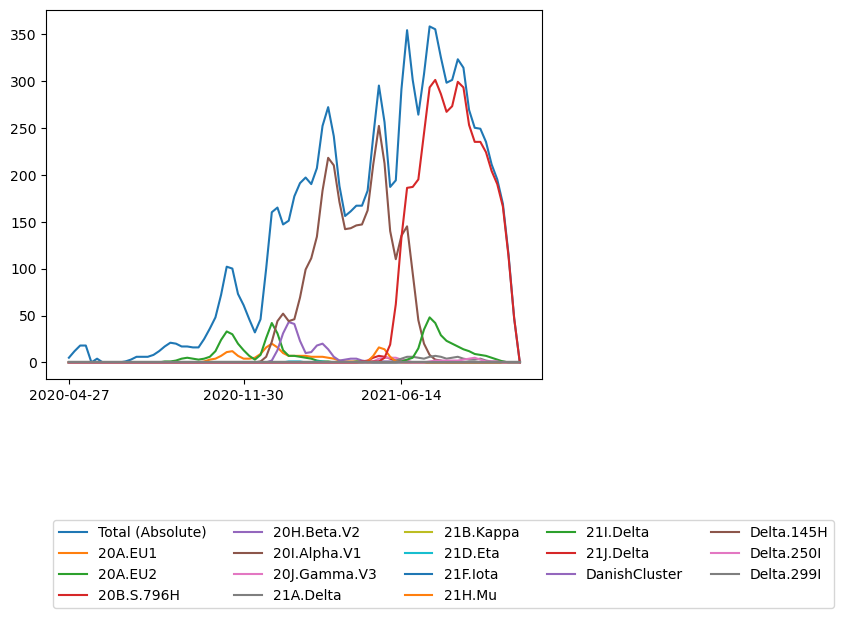 350
300
250
200
150
100
50
0
2020-04-27 2020-11-30 2021-06-14
Total (Absolute) 20H.Beta.V2 21B.Kappa 21I.Delta Delta.145H
20A.EU1 20I.Alpha.V1 21D.Eta 21J.Delta Delta.250I
20A.EU2 20J.Gamma.V3 21F.Iota DanishCluster Delta.299I
20B.S.796H 21A.Delta 21H.Mu